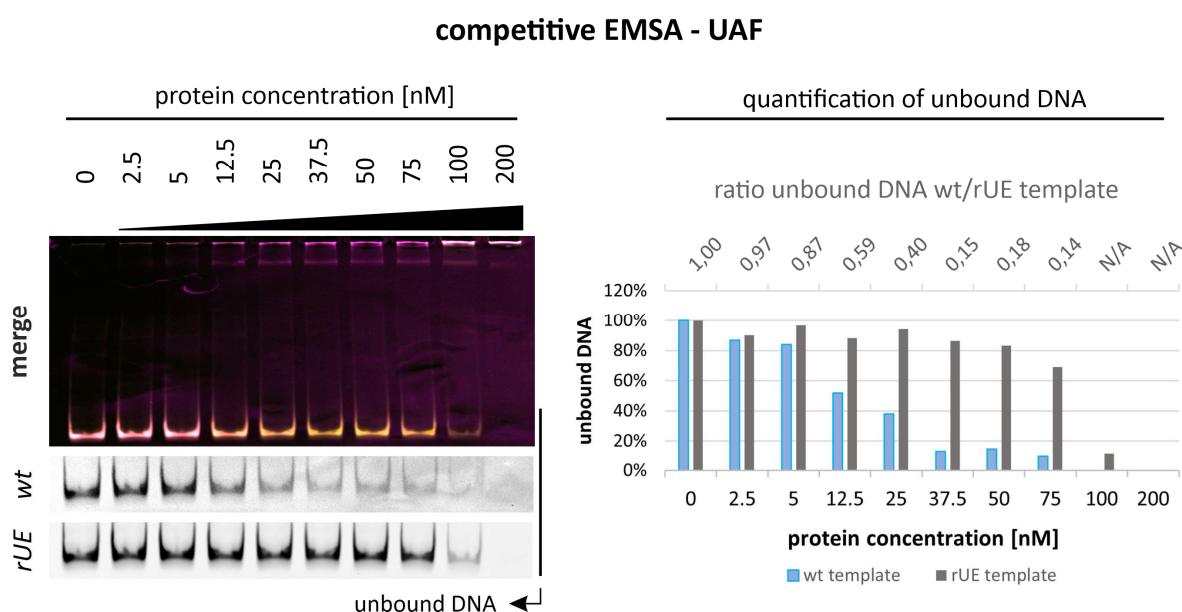 competitive EMSA - UAF
protein concentration [nM]
0 2.5 5 12.5 25 37.5 50 75 100 200
merge
wt
rUE
unbound DNA
quantification of unbound DNA
ratio unbound DNA wt/rUE template
1,00 0,97 0,87 0,59 0,40 0,15 0,18 0,14 N/A N/A
120%
100%
80%
60%
40%
20%
0%
unbound DNA
0 2.5 5 12.5 25 37.5 50 75 100 200
protein concentration [nM]
wt template rUE template